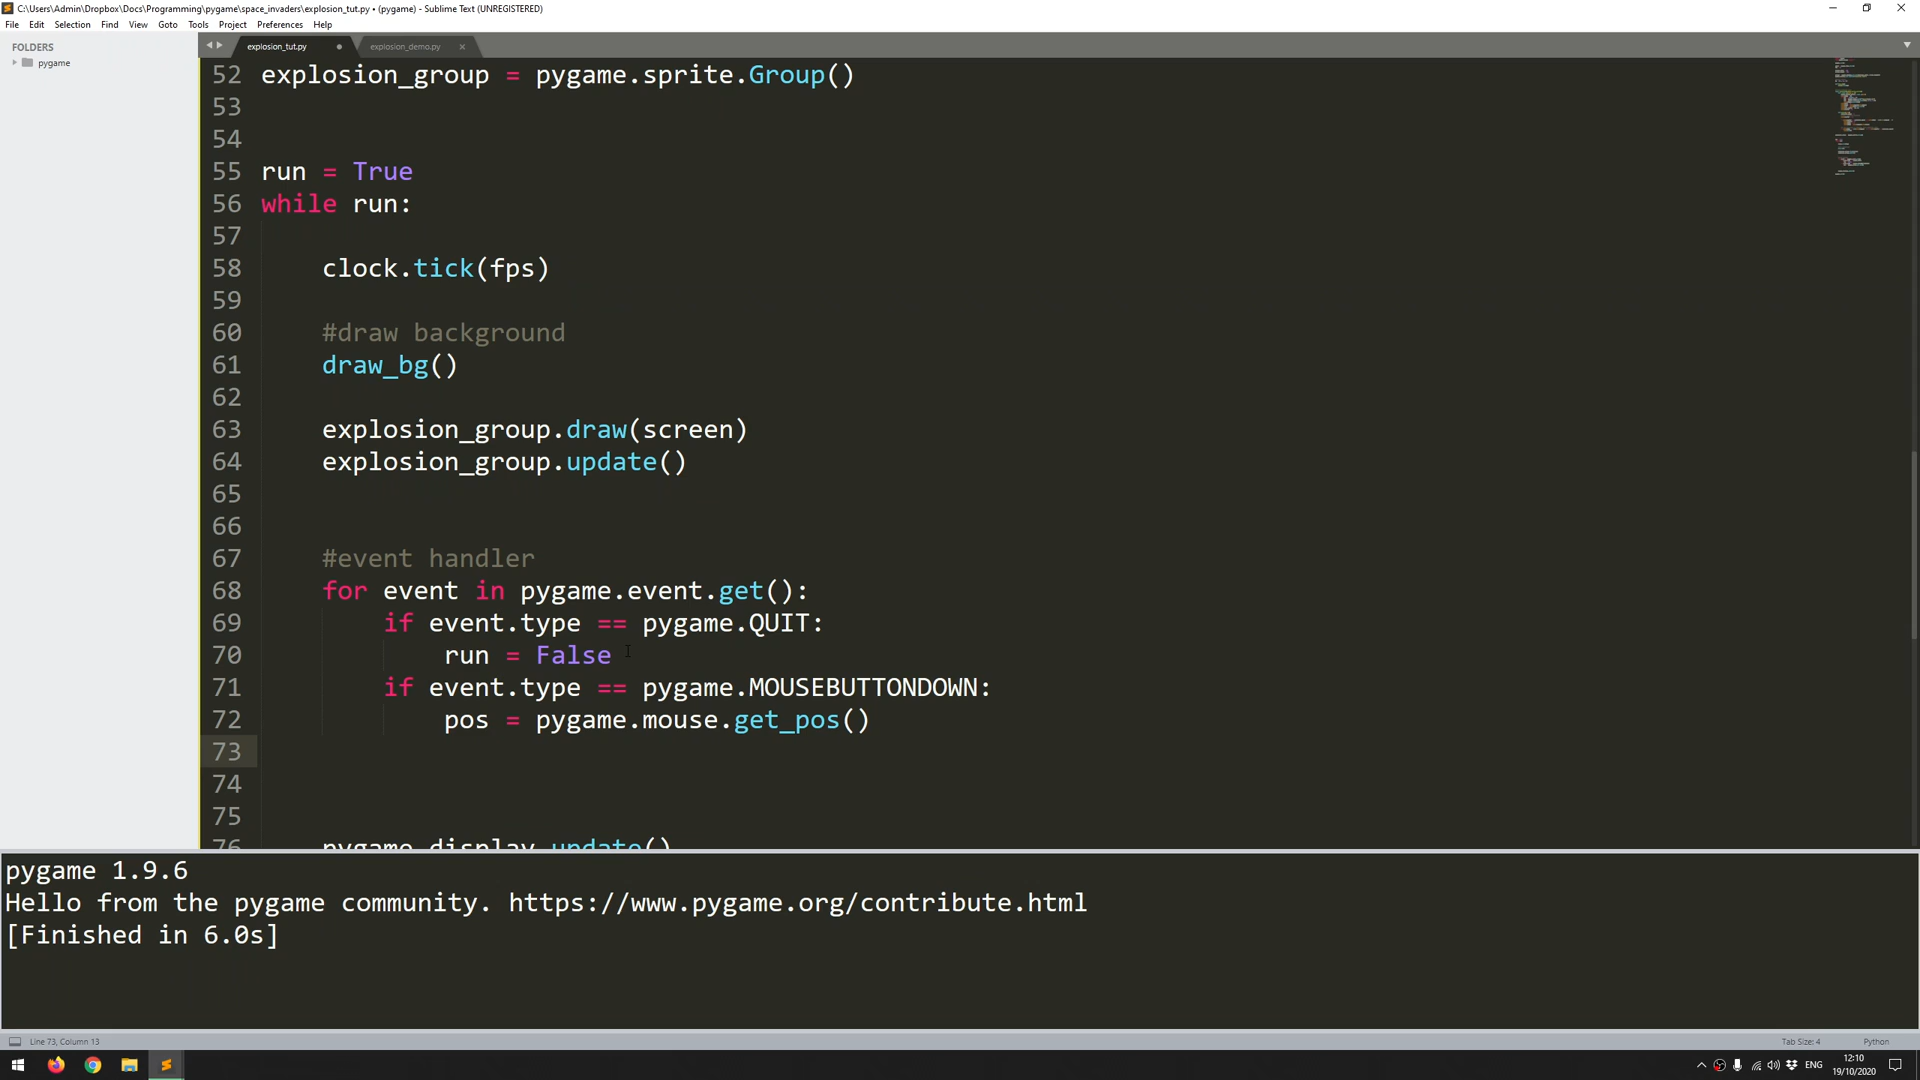 C:\Users\Admin\Dropbox\Docs\Programming\pygame\space_invaders\explosion_tut.py • (pygame) - Sublime Text (UNREGISTERED)
File Edit Selection Find View Goto Tools Project Preferences Help
FOLDERS
pygame
explosion_tut.py explosion_demo.py
52 explosion_group = pygame.sprite.Group()
53
54
55 run = True
56 while run:
57
58 clock.tick(fps)
59
60 #draw background
61 draw_bg()
62
63 explosion_group.draw(screen)
64 explosion_group.update()
65
66
67 #event handler
68 for event in pygame.event.get():
69 if event.type == pygame.QUIT:
70 run = False
71 if event.type == pygame.MOUSEBUTTONDOWN:
72 pos = pygame.mouse.get_pos()
73
74
75
76 pygame.display.update()
pygame 1.9.6
Hello from the pygame community. https://www.pygame.org/contribute.html
[Finished in 6.0s]
Line 73, Column 13 Tab Size: 4 Python
ENG 12:10
19/10/2020